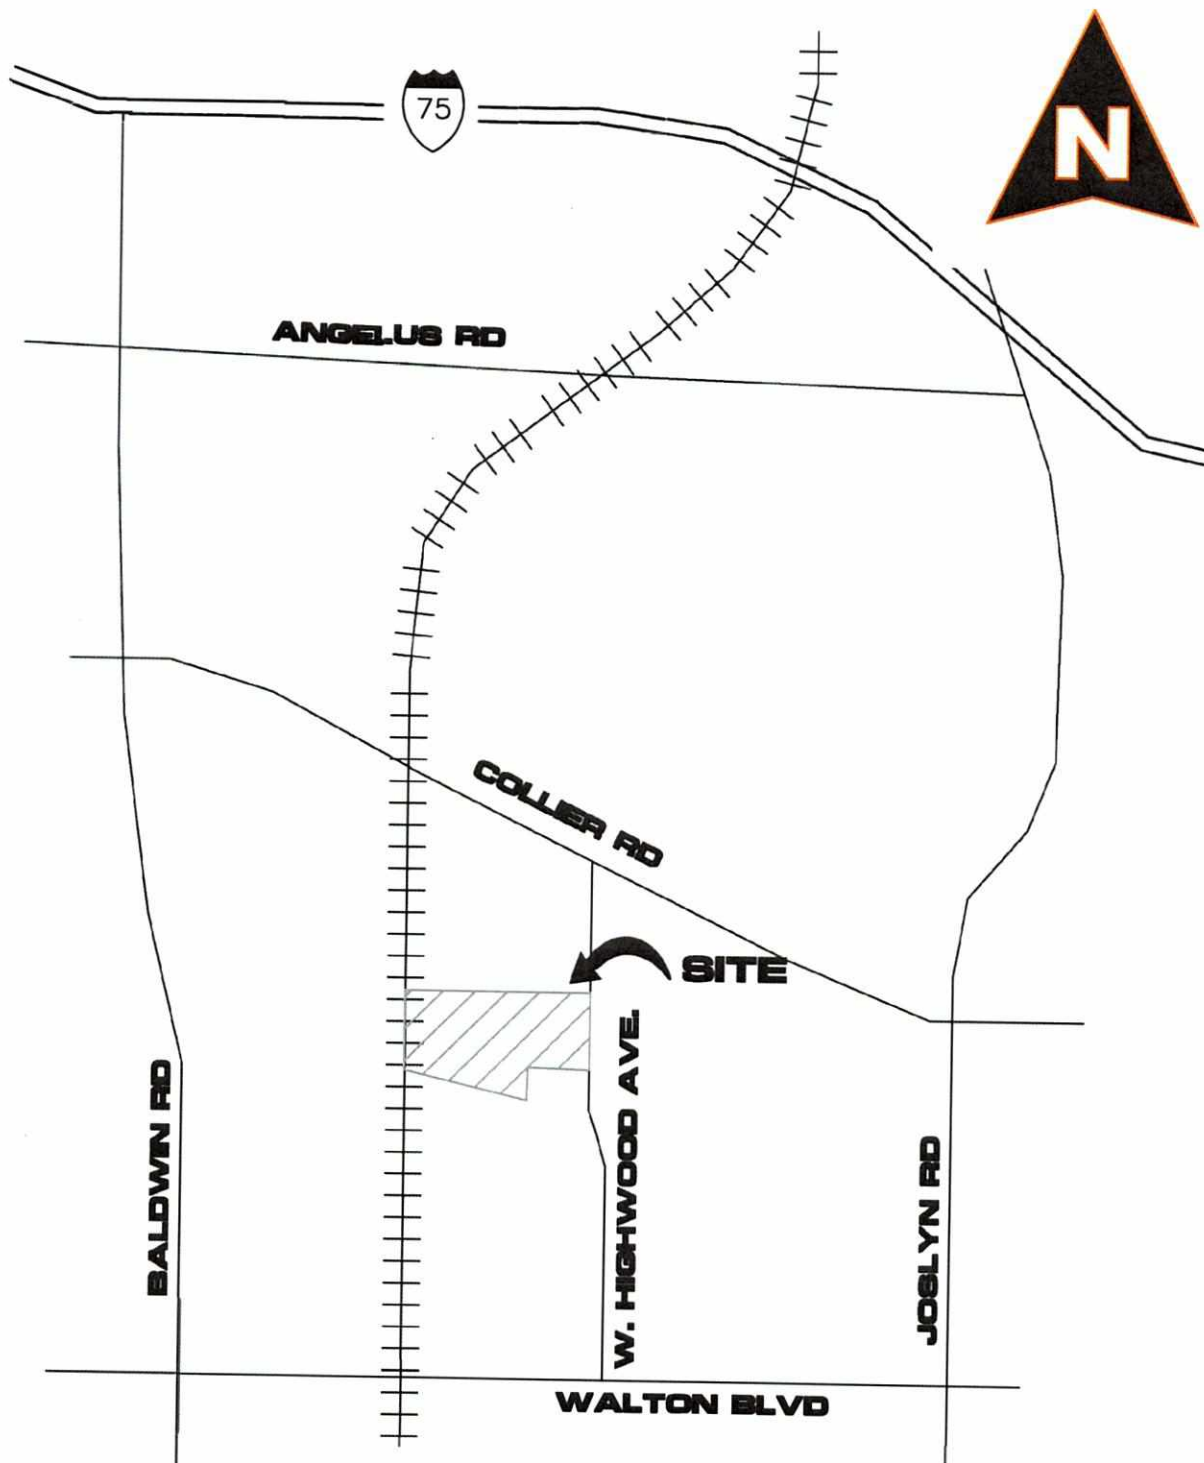 75
N
ANGELUS RD
COLLIER RD
SITE
BALDWIN RD
W. HIGHWOOD AVE.
JOSLYN RD
WALTON BLVD